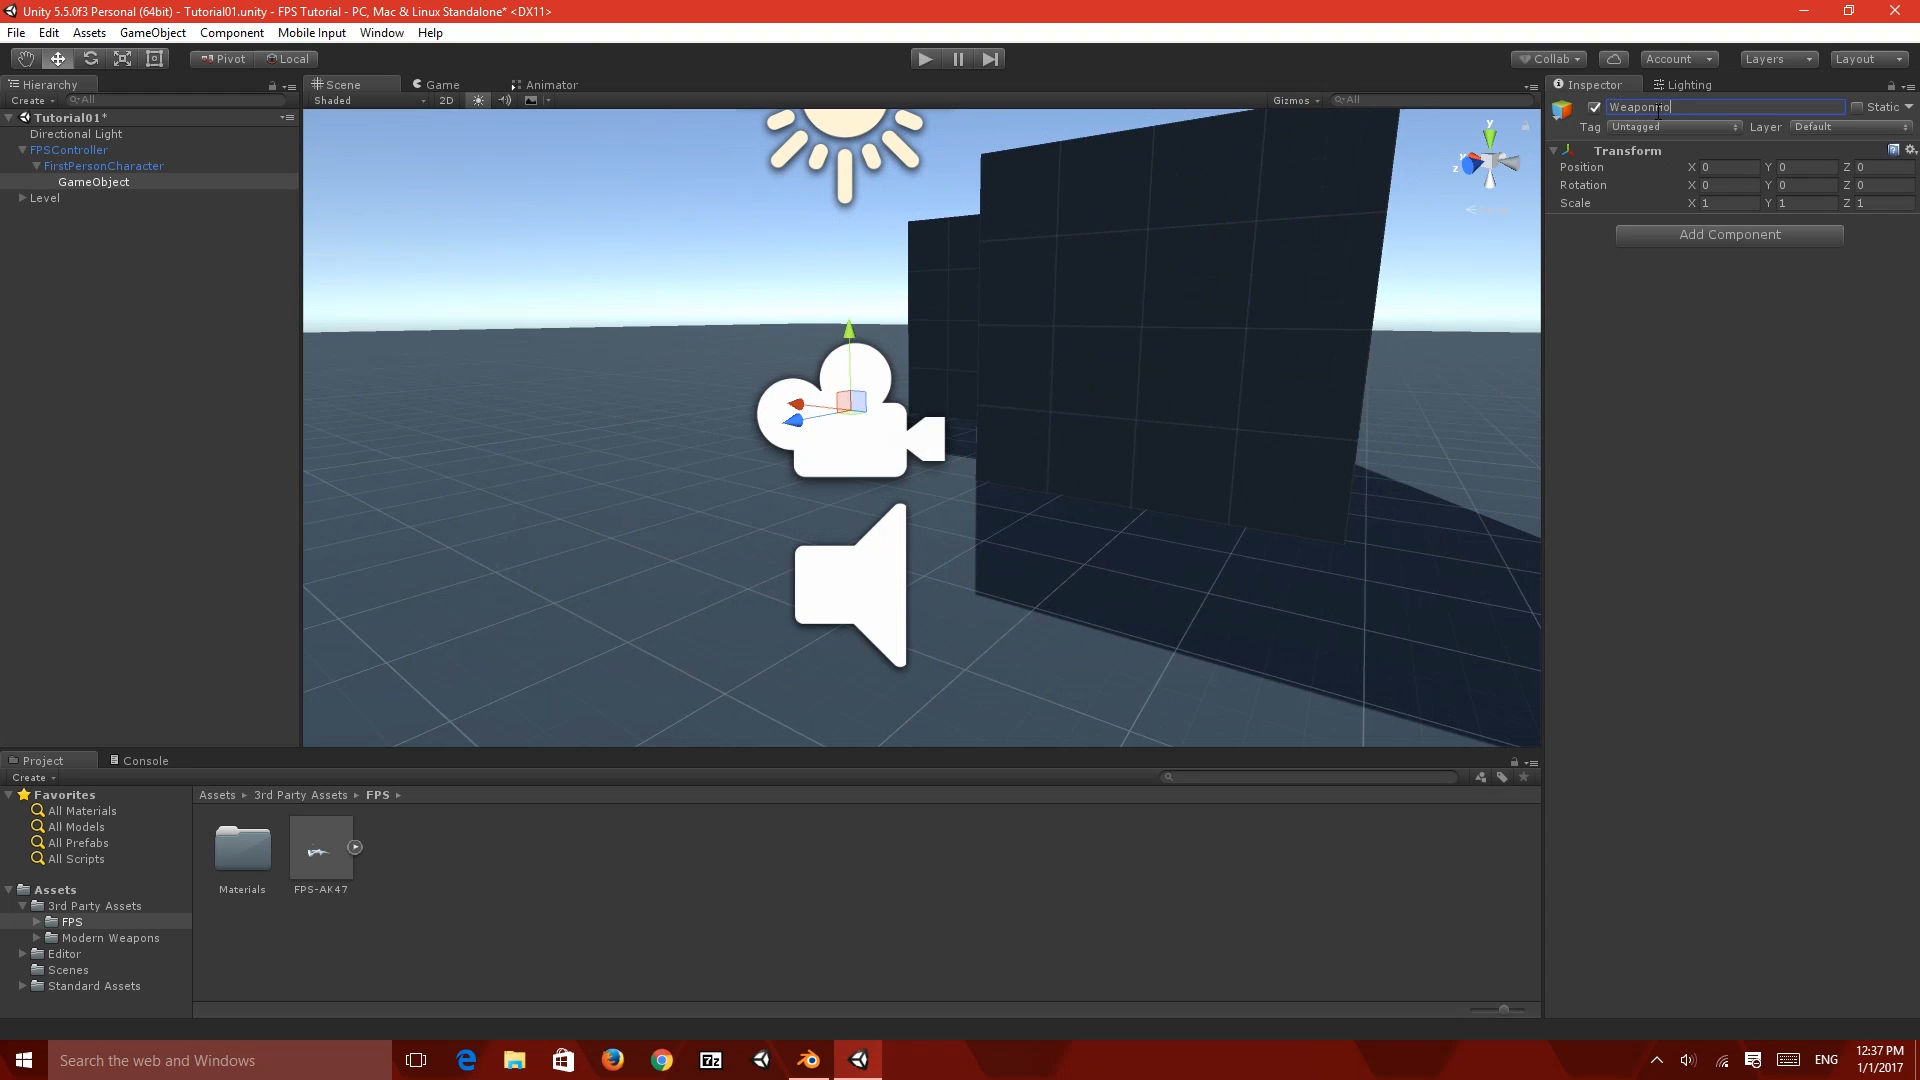 Unity 5.5.0f3 Personal (64bit) - Tutorial01.unity - FPS Tutorial - PC, Mac & Linux Standalone* <DX11>
File Edit Assets GameObject Component Mobile Input Window Help
Pivot Local Collab Account Layers Layout
Hierarchy
Create All
Tutorial01*
Directional Light
FPSController
FirstPersonCharacter
GameObject
Level
Scene Game Animator
Shaded 2D Gizmos All
y
z
Inspector Lighting
Static
Tag Untagged Layer Default
Transform
Position X 0 Y 0 Z 0
Rotation X 0 Y 0 Z 0
Scale X 1 Y 1 Z 1
Add Component
Project Console
Create
Favorites
All Materials
All Models
All Prefabs
All Scripts
Assets
3rd Party Assets
FPS
Modern Weapons
Editor
Scenes
Standard Assets
Assets 3rd Party Assets FPS
Materials FPS-AK47
Search the web and Windows
7z
ENG
12:37 PM
1/1/2017